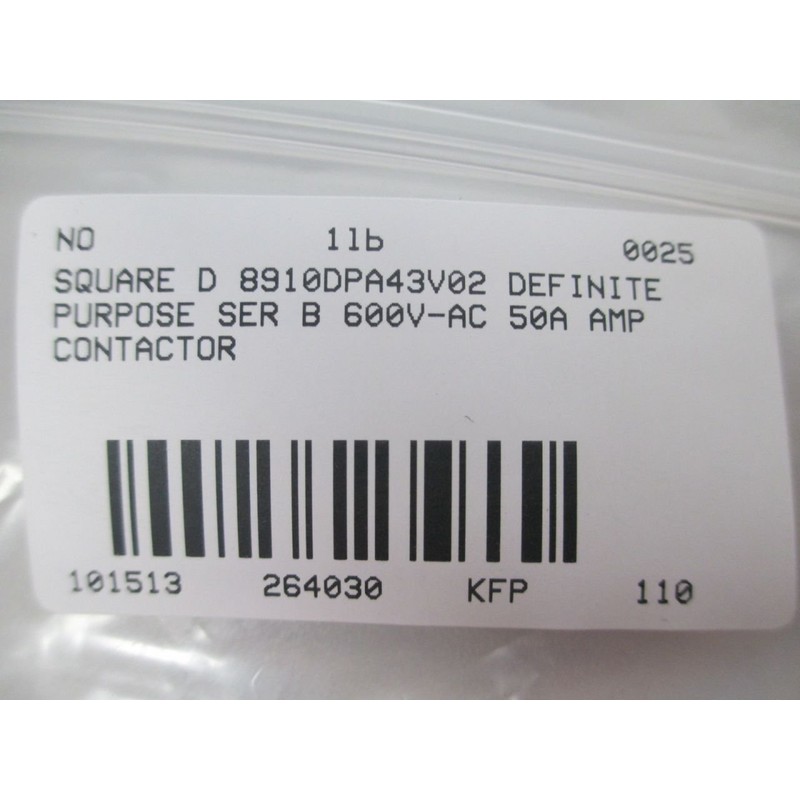 NO 1lb 0025
SQUARE D 8910DPA43V02 DEFINITE
PURPOSE SER B 600V-AC 50A AMP
CONTACTOR
101513 264030 KFP 110